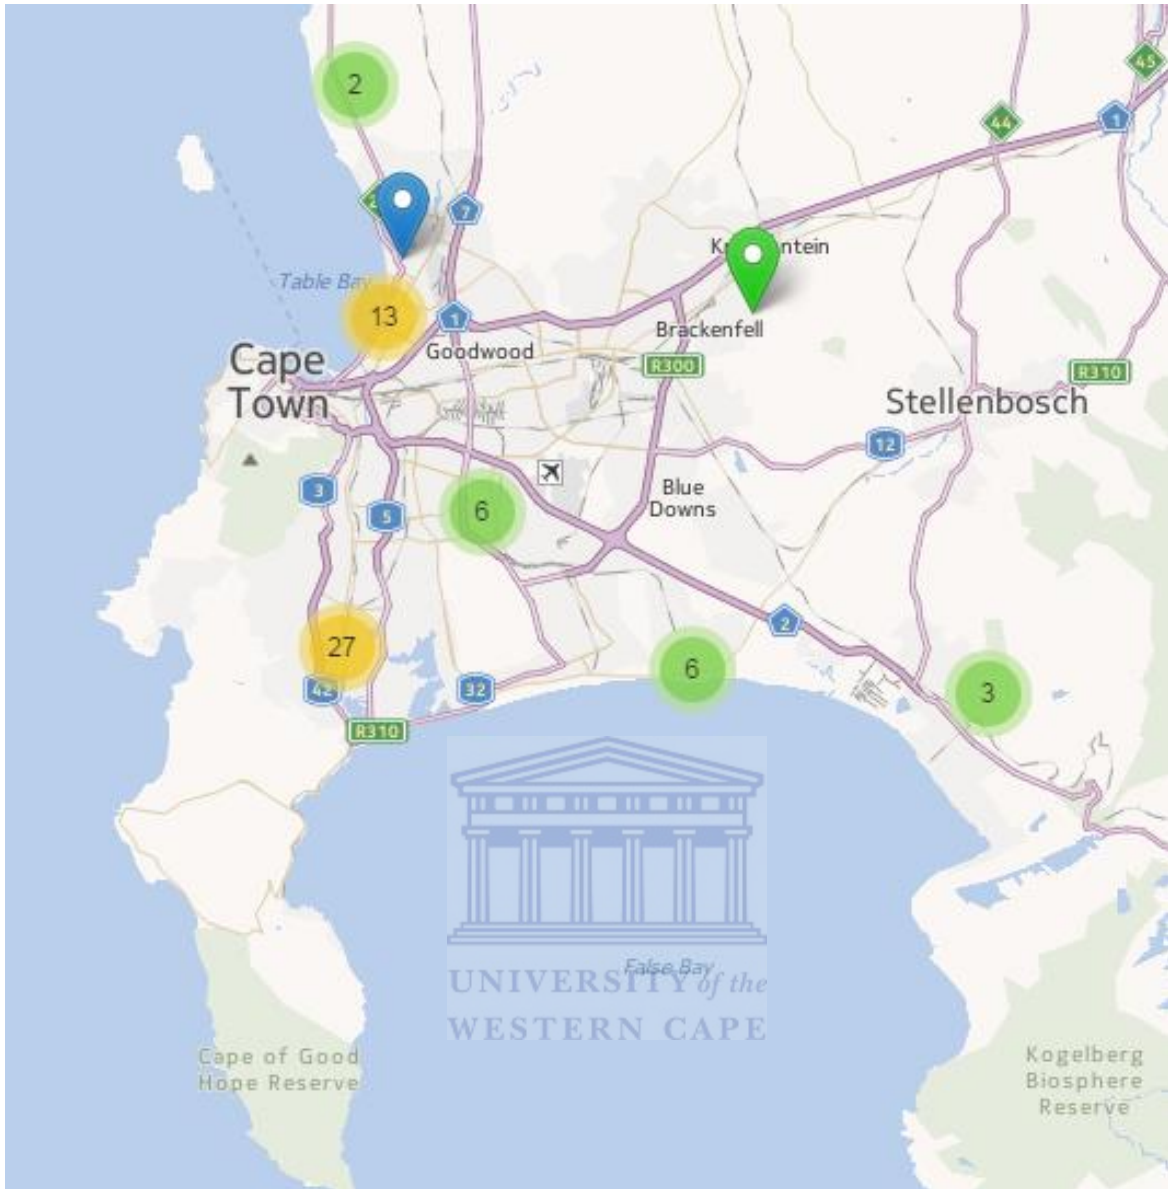 2
45
44
1
2
7
Table Bay
13
1
Brackenfell
Goodwood
Cape
Town
R300
R310
Stellenbosch
12
3
6
Blue
Downs
5
27
6
2
42
32
3
R310
False Bay
UNIVERSITY of the
WESTERN CAPE
Cape of Good
Hope Reserve
Kogelberg
Biosphere
Reserve